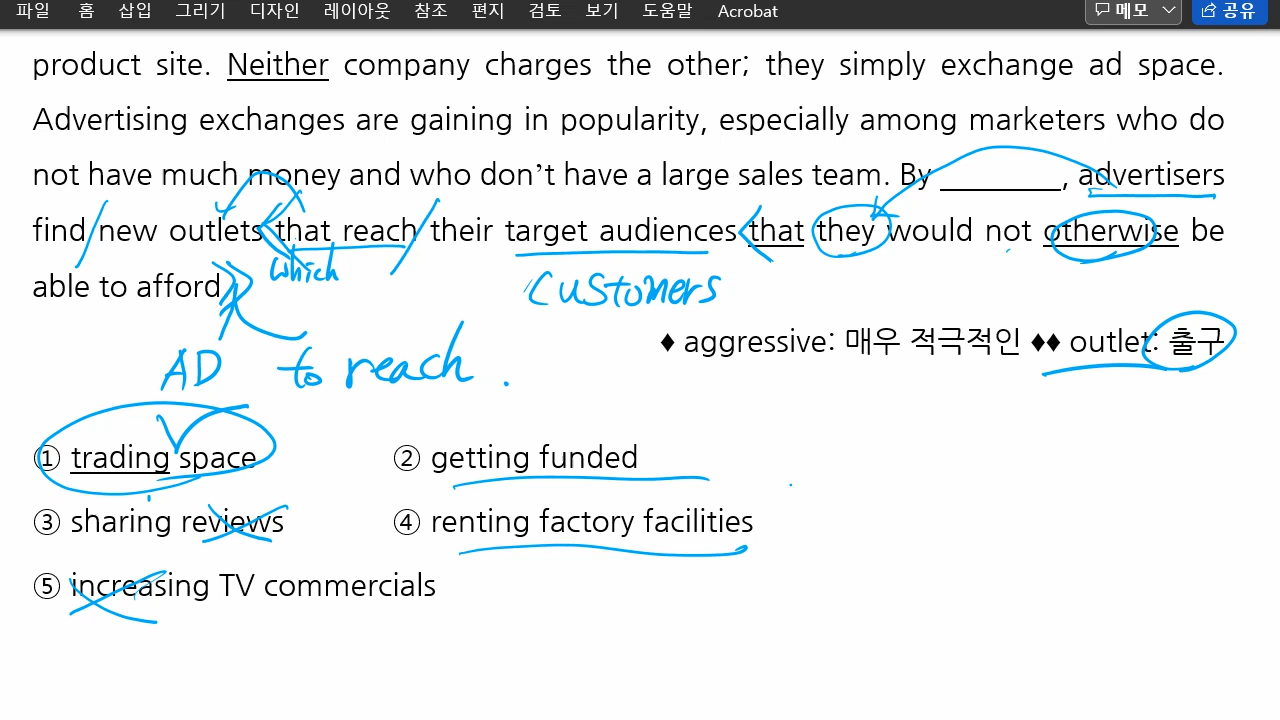 파일 홈 삽입 그리기 디자인 레이아웃 참조 편지 검토 보기 도움말 Acrobat 메모 공유
product site. Neither company charges the other; they simply exchange ad space.
Advertising exchanges are gaining in popularity, especially among marketers who do
not have much money and who don't have a large sales team. By ________, advertisers
find new outlets that reach their target audiences that they would not otherwise be
which
able to afford
customers
♦ aggressive: 매우 적극적인 ♦♦ outlet: 출구
AD to reach.
① trading space ② getting funded
③ sharing reviews ④ renting factory facilities
⑤ increasing TV commercials